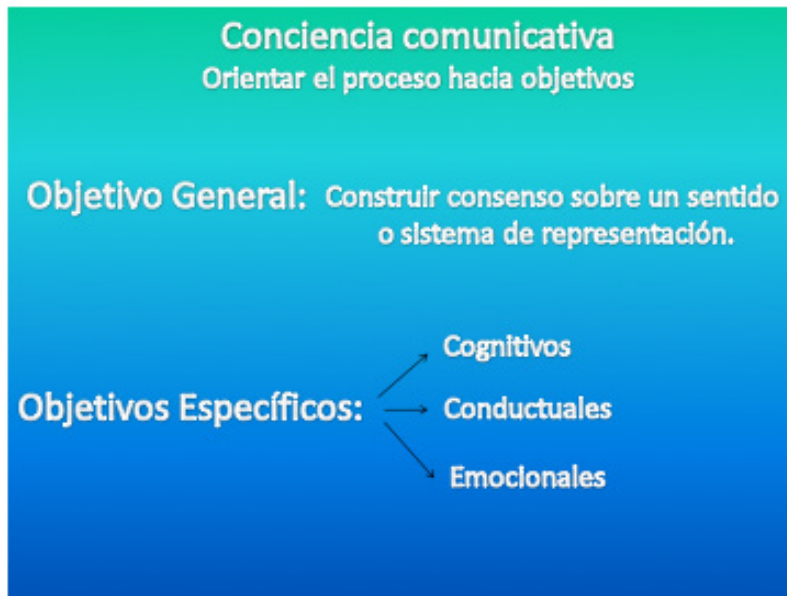 Conciencia comunicativa
Orientar el proceso hacia objetivos
Objetivo General: Construir consenso sobre un sentido
o sistema de representación.
Cognitivos
Objetivos Específicos: Conductuales
Emocionales